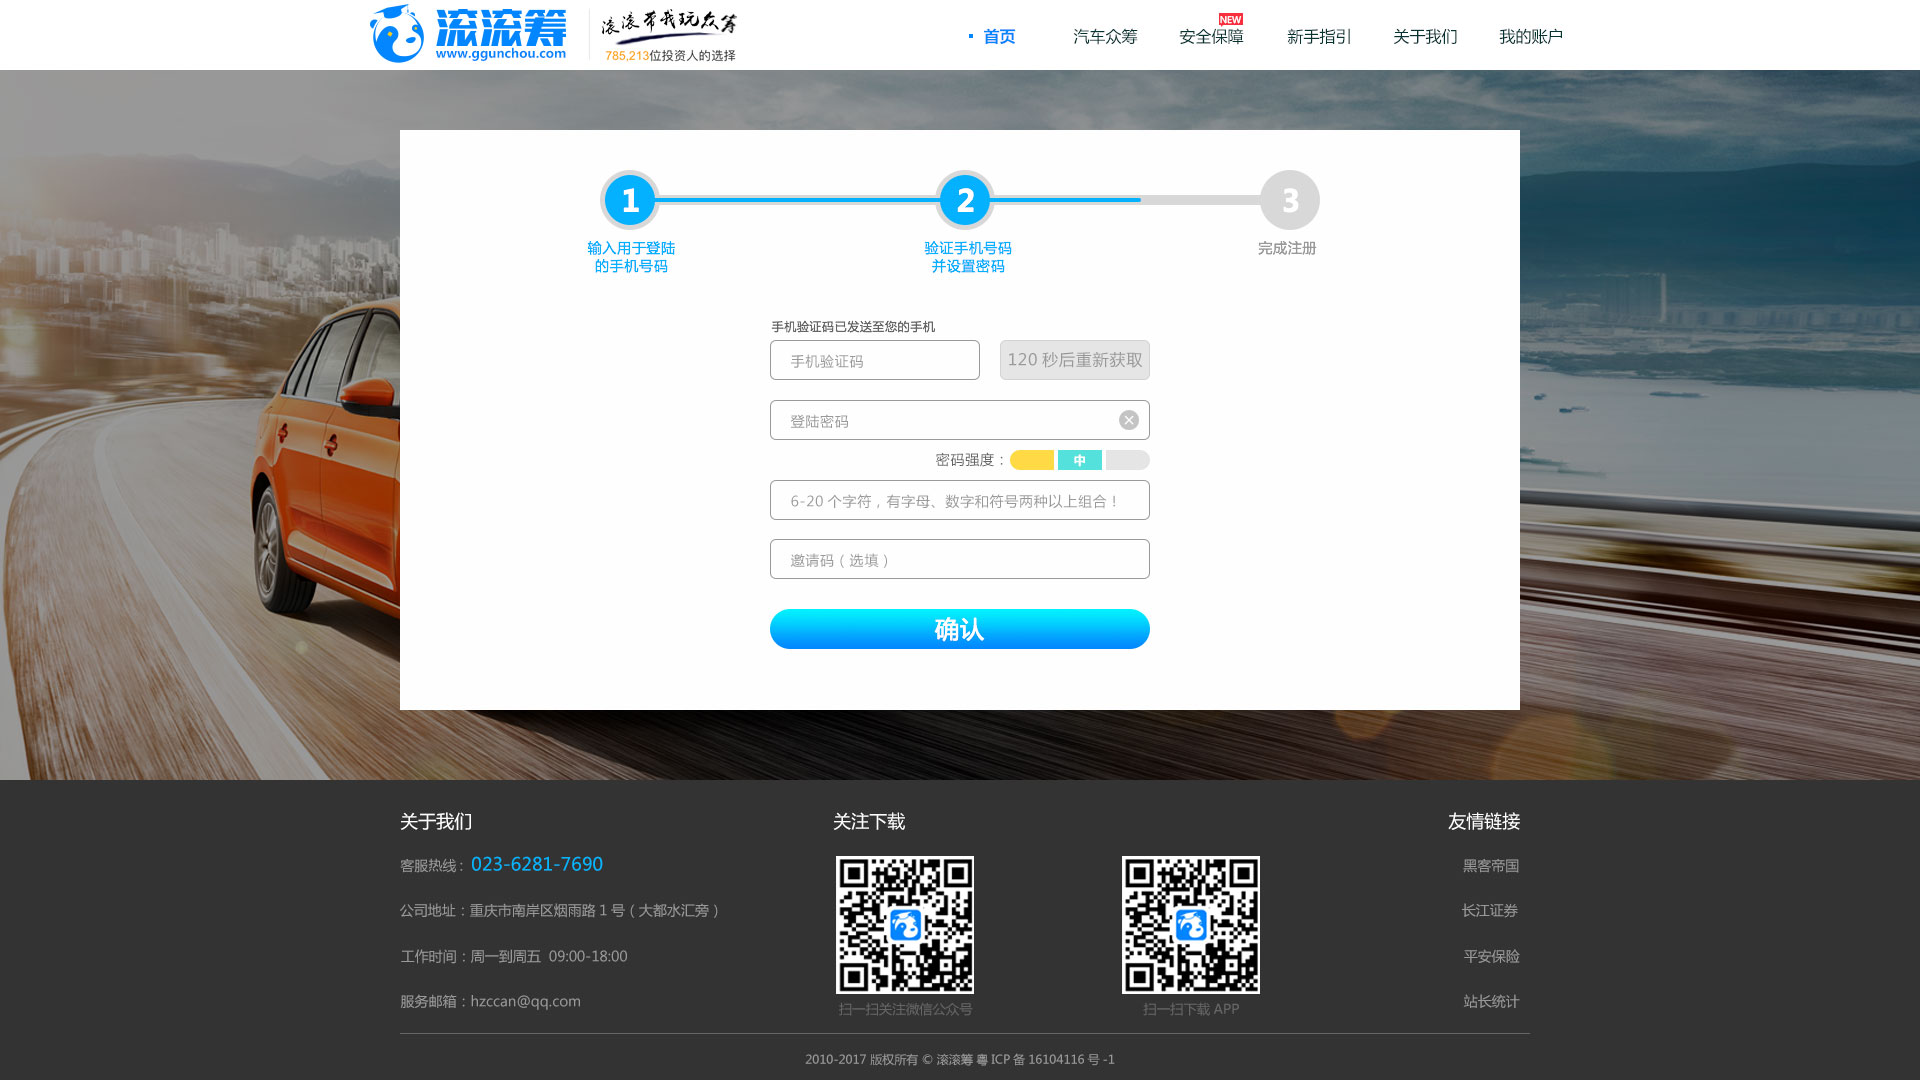 滚滚筹
www.ggunchou.com
滚滚带我玩众筹
785,213位投资人的选择
首页
汽车众筹
安全保障
NEW
新手指引
关于我们
我的账户
1
2
3
输入用于登陆
的手机号码
验证手机号码
并设置密码
完成注册
手机验证码已发送至您的手机
手机验证码
120 秒后重新获取
登陆密码
密码强度：
中
6-20 个字符，有字母、数字和符号两种以上组合！
邀请码（选填）
确认
关于我们
客服热线：023-6281-7690
公司地址：重庆市南岸区烟雨路 1 号（大都水汇旁）
工作时间：周一到周五 09:00-18:00
服务邮箱：hzccan@qq.com
关注下载
扫一扫关注微信公众号
扫一扫下载 APP
友情链接
黑客帝国
长江证券
平安保险
站长统计
2010-2017 版权所有 © 滚滚筹 粤 ICP 备 16104116 号 -1